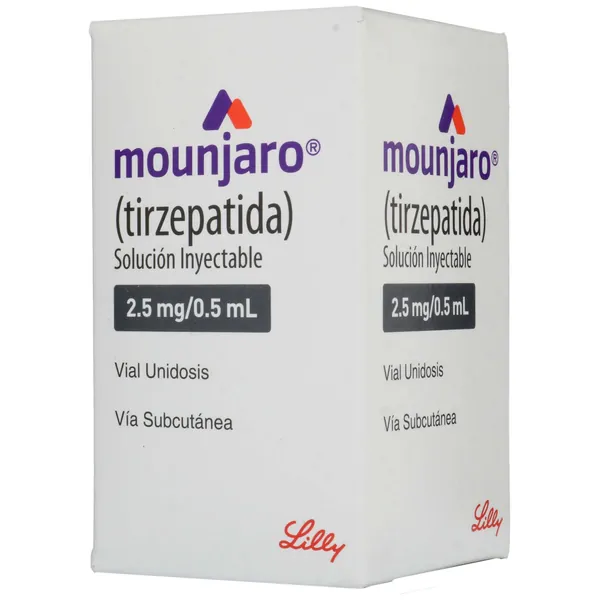 mounjaro®
(tirzepatida)
Solución Inyectable
2.5 mg/0.5 mL
Vial Unidosis
Vía Subcutánea
Lilly
mounjaro®
(tirzepatida)
Solución Inyectable
2.5 mg/0.5 mL
Vial Unidosis
Vía Subcutánea
Lilly